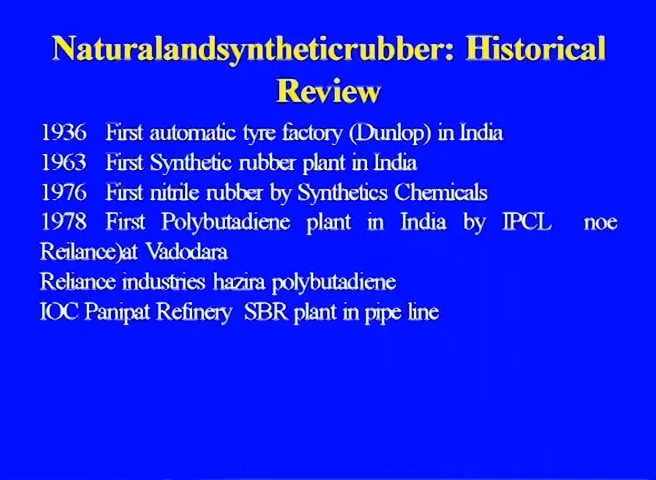 Naturalandsyntheticrubber: Historical
Review
1936 First automatic tyre factory (Dunlop) in India
1963 First Synthetic rubber plant in India
1976 First nitrile rubber by Synthetics Chemicals
1978 First Polybutadiene plant in India by IPCL noe
Reilance)at Vadodara
Reliance industries hazira polybutadiene
IOC Panipat Refinery SBR plant in pipe line